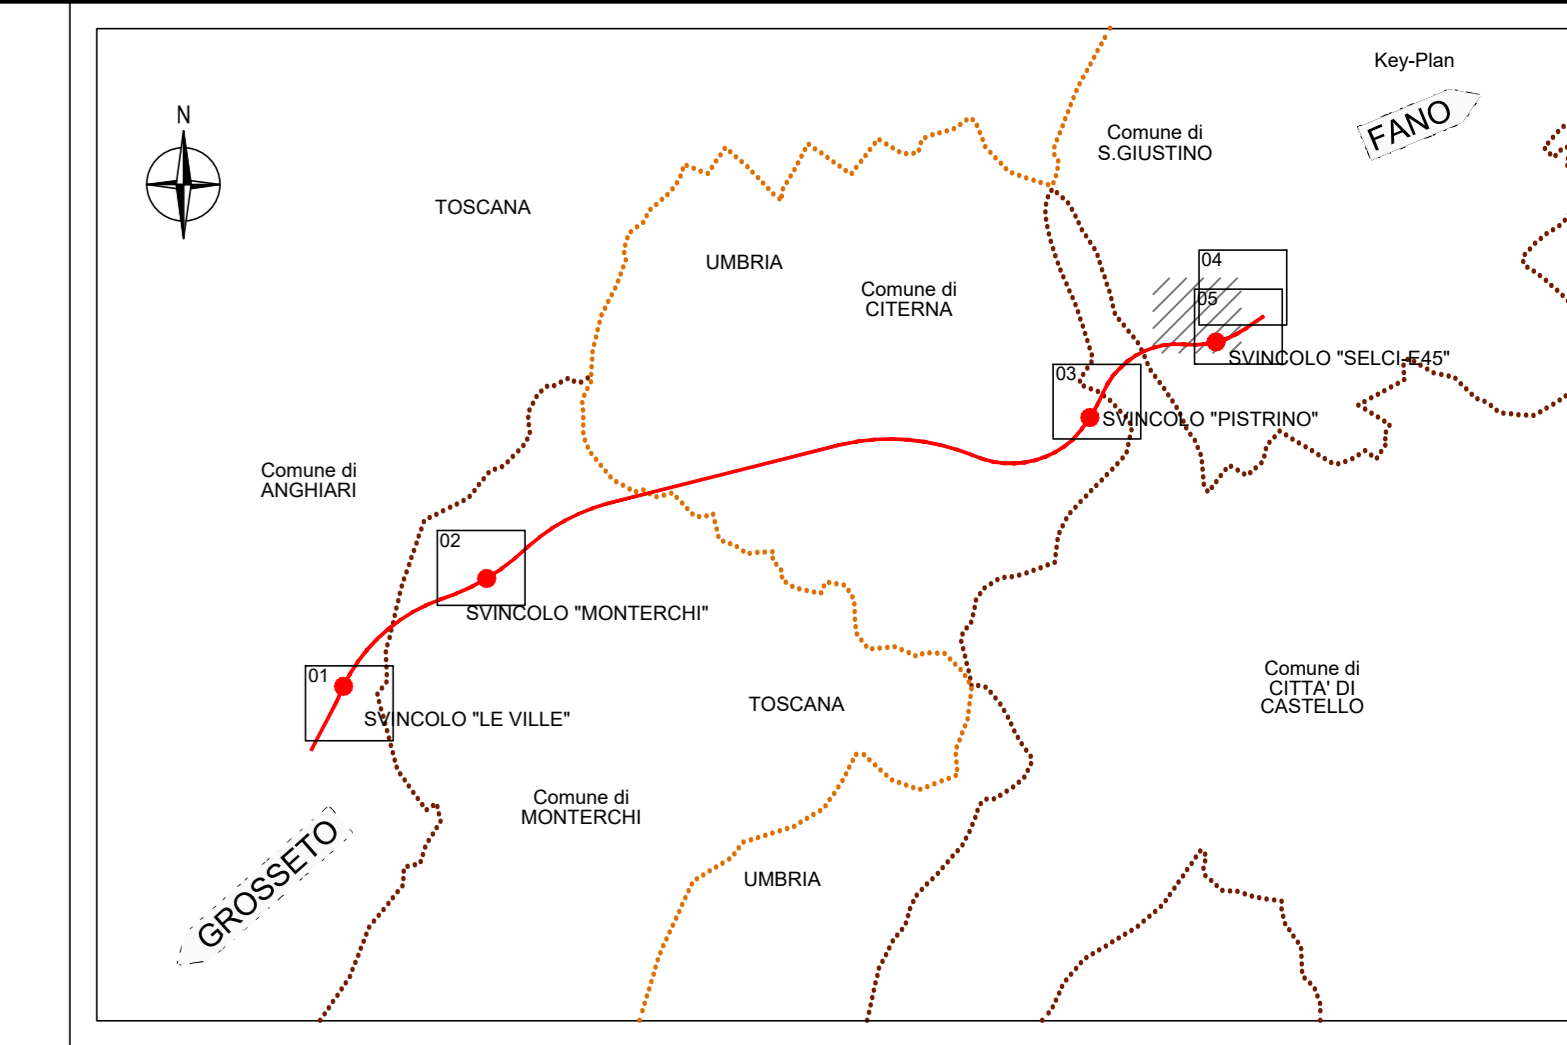 Key-Plan
FANO
N
Comune di
S.GIUSTINO
TOSCANA
UMBRIA
Comune di
CITERNA
04
05
SVINCOLO "SELCI-E45"
03
SVINCOLO "PISTRINO"
Comune di
ANGHIARI
02
SVINCOLO "MONTERCHI"
01
SVINCOLO "LE VILLE"
TOSCANA
Comune di
CITTA' DI
CASTELLO
Comune di
MONTERCHI
GROSSETO
UMBRIA